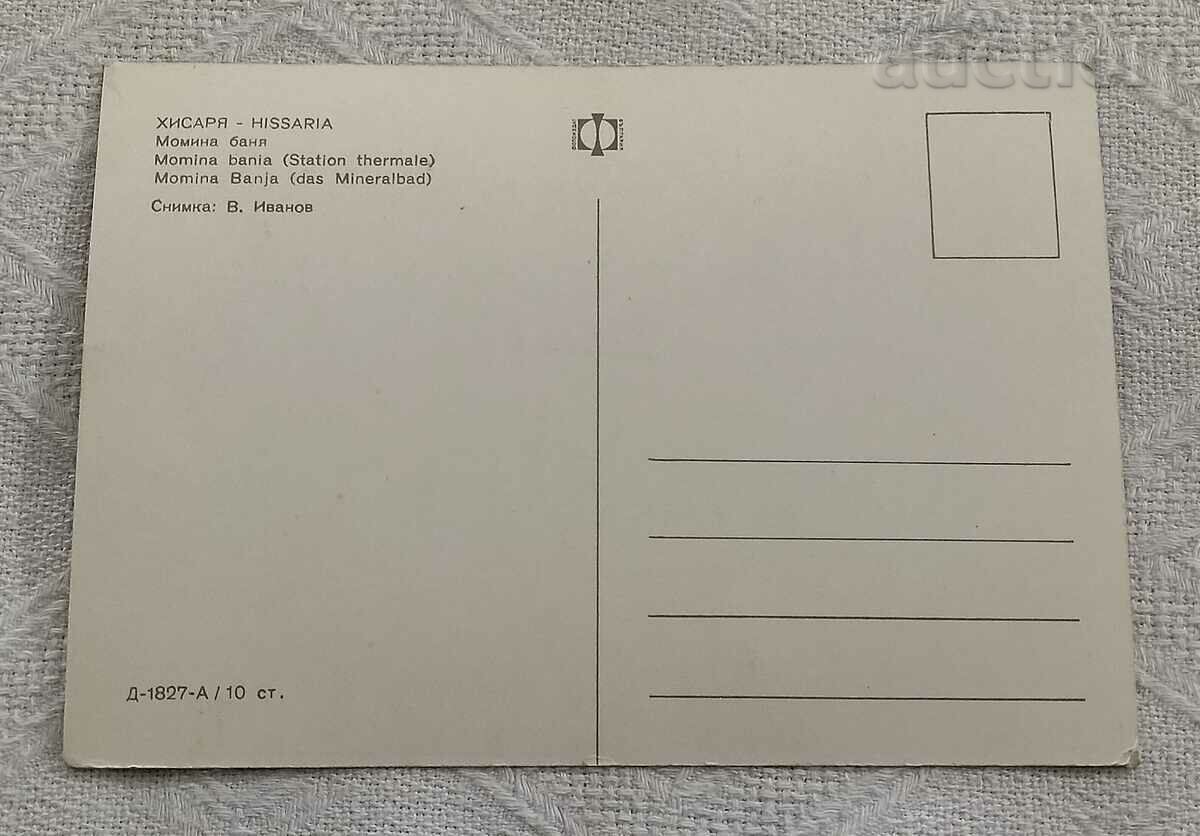 ХИСАРЯ - HISSARIA
Момина баня
Momina bania (Station thermale)
Momina Banja (das Mineralbad)
Снимка: В. Иванов
Д-1827-А / 10 ст.